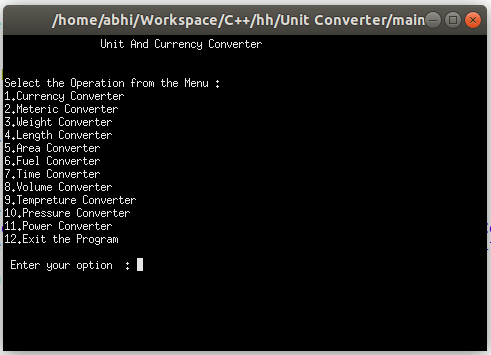 /home/abhi/Workspace/C++/hh/Unit Converter/main
Unit And Currency Converter
Select the Operation from the Menu :
1.Currency Converter
2.Meteric Converter
3.Weight Converter
4.Length Converter
5.Area Converter
6.Fuel Converter
7.Time Converter
8.Volume Converter
9.Tempreture Converter
10.Pressure Converter
11.Power Converter
12.Exit the Program
Enter your option :